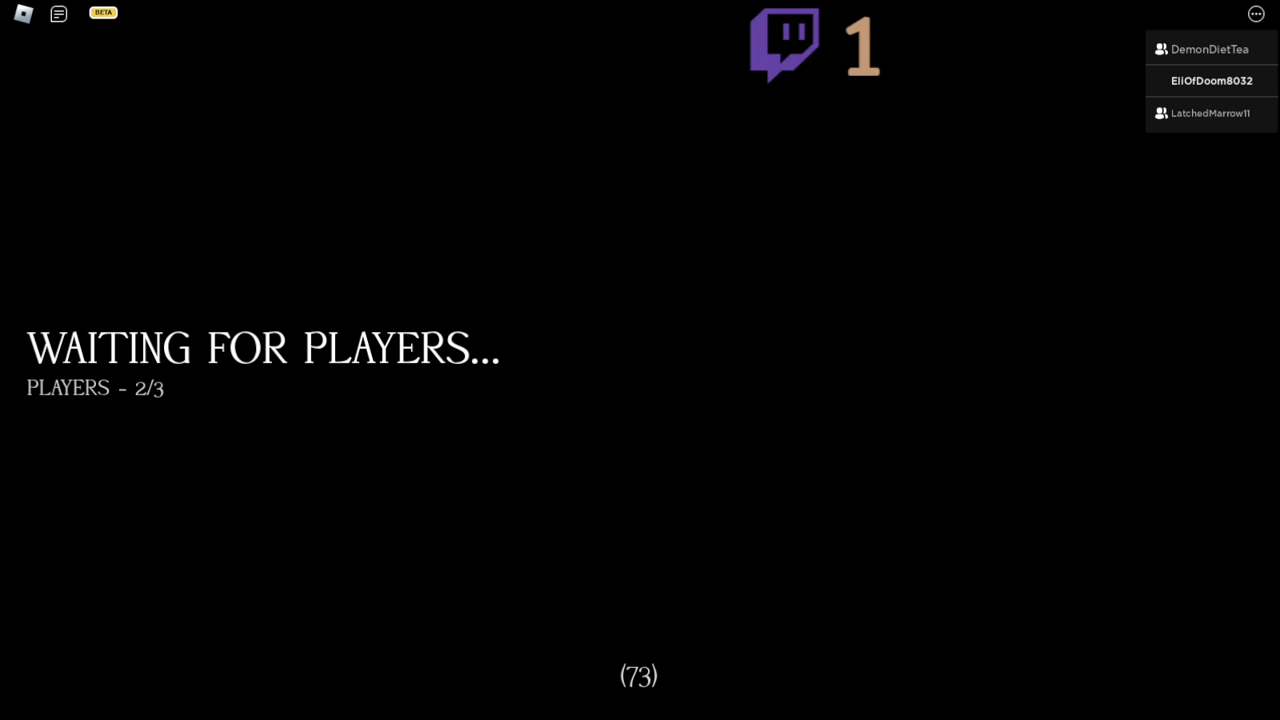 BETA
1
DemonDietTea
EliOfDoom8032
LatchedMarrow11
WAITING FOR PLAYERS...
PLAYERS - 2/3
(73)